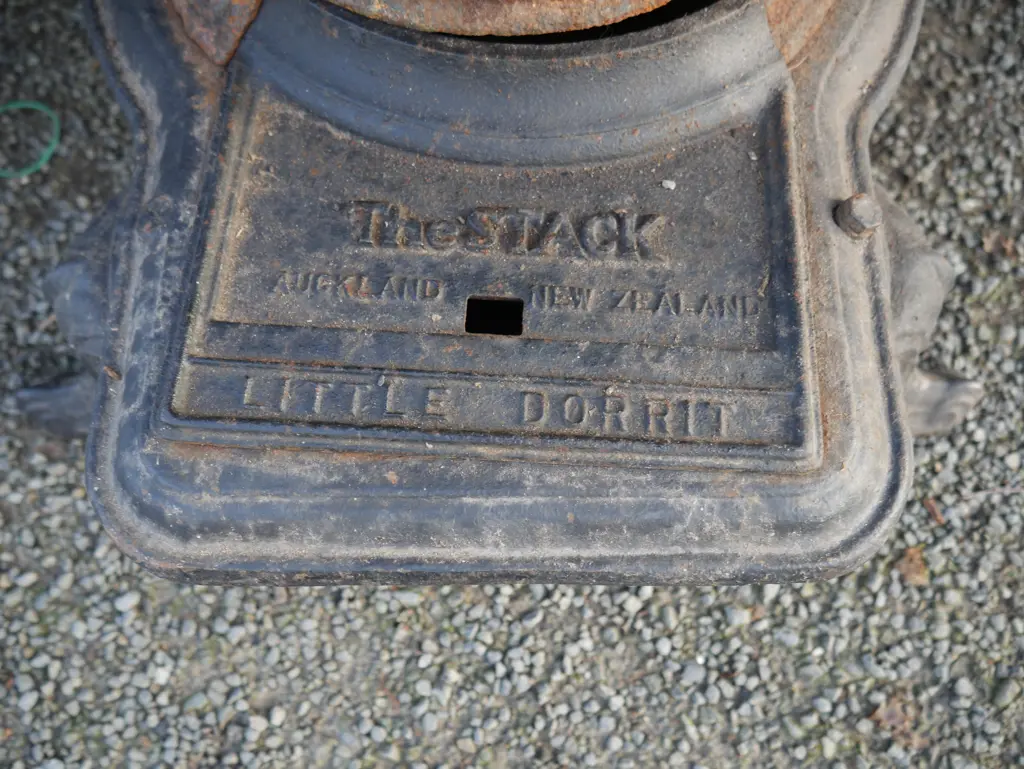 The STACK
AUCKLAND NEW ZEALAND
LITTLE DORRIT